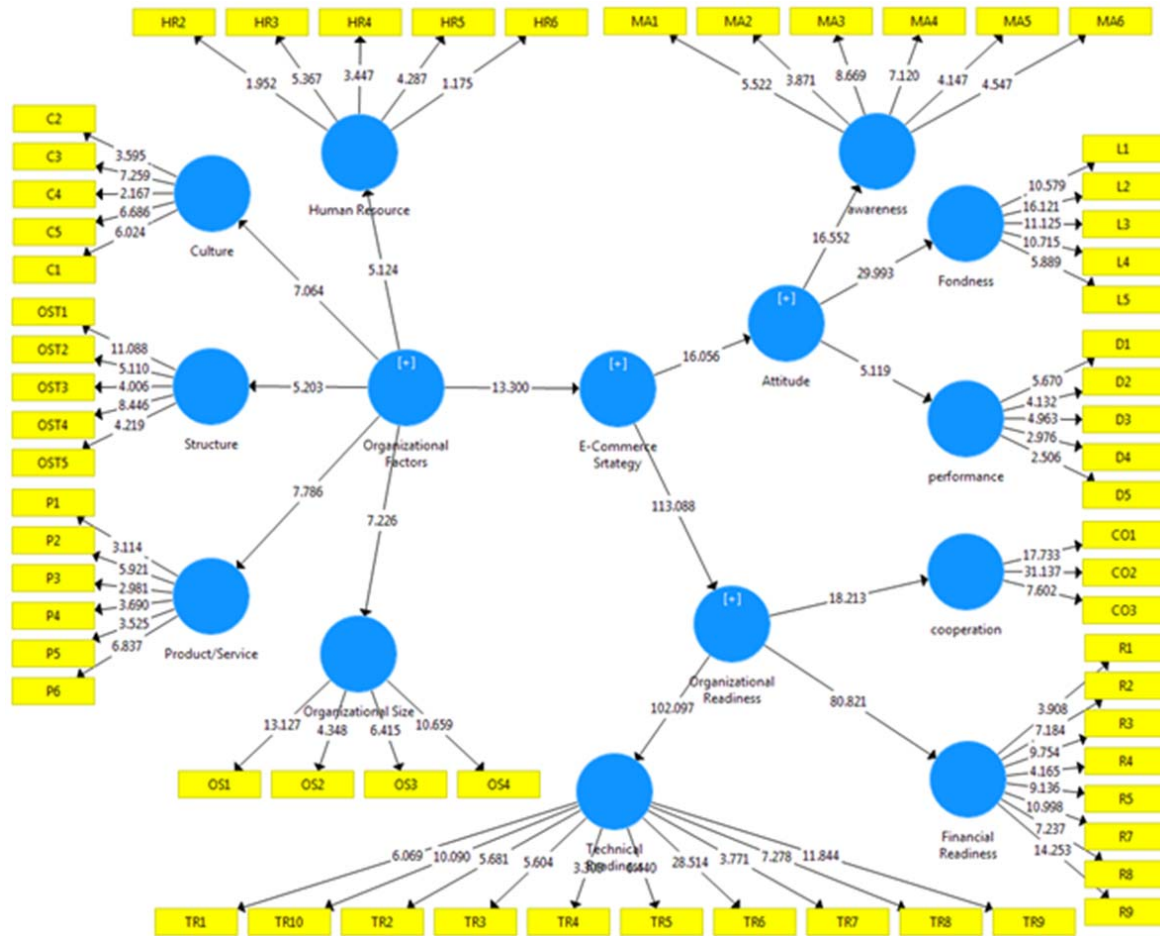 HR2 HR3 HR4 HR5 HR6
MA1 MA2 MA3 MA4 MA5 MA6
1.952 5.367 3.447 4.287 1.175
5.522 3.871 8.669 7.120 4.147 4.547
Human Resource
awareness
C2
C3
C4
C5
C1
3.595
7.259
2.167
6.686
6.024
Culture
L1
L2
L3
L4
L5
10.579
16.121
11.125
10.715
5.889
Fondness
5.124
7.064
16.552
29.993
OST1
OST2
OST3
OST4
OST5
11.088
5.110
4.006
8.446
4.219
Structure
5.203
[+]
Organizational
Factors
13.300
[+]
E-Commerce
Srtategy
16.056
[+]
Attitude
5.119
D1
D2
D3
D4
D5
5.670
4.132
4.963
2.976
2.506
performance
P1
P2
P3
P4
P5
P6
3.114
5.921
2.981
3.690
3.525
6.837
Product/Service
7.786
7.226
113.088
CO1
CO2
CO3
17.733
31.137
7.602
cooperation
18.213
[+]
Organizational
Readiness
102.097
80.821
Organizational Size
13.127 4.348 6.415 10.659
OS1 OS2 OS3 OS4
R1
R2
R3
R4
R5
R7
R8
R9
3.908
7.184
9.754
4.165
9.136
10.998
7.237
14.253
Financial
Readiness
Technical
6.069 10.090 5.681 5.604 28.514 3.771 7.278 11.844
TR1 TR10 TR2 TR3 TR4 TR5 TR6 TR7 TR8 TR9